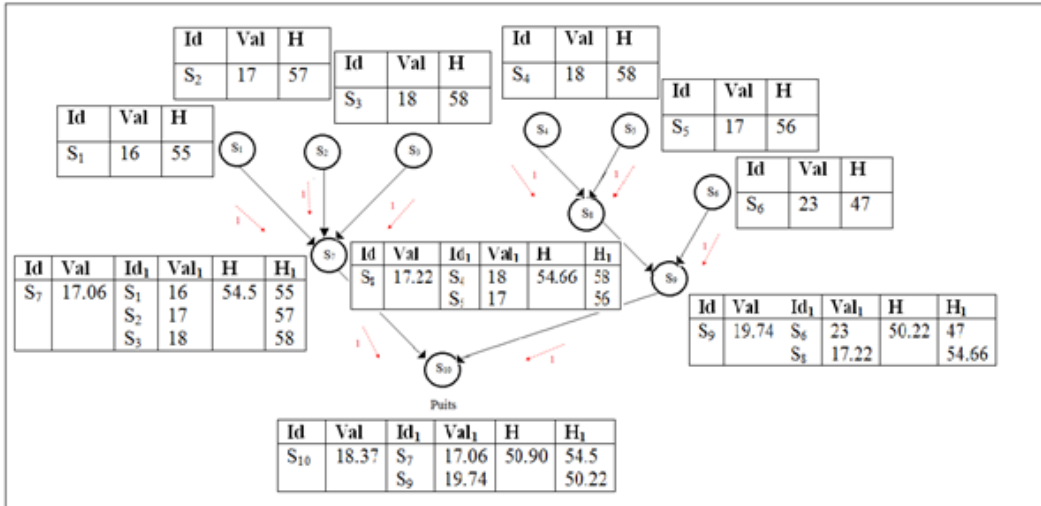 Id Val H
S₂ 17 57
Id Val H
S₃ 18 58
Id Val H
S₄ 18 58
Id Val H
S₅ 17 56
Id Val H
S₁ 16 55
Id Val H
S₆ 23 47
S₁
S₂
S₃
S₄
S₆
1
1
1
1
1
1
S₈
S₇
S₉
Id Val Id₁ Val₁ H H₁
S₇ 17.06 S₁ 16 54.5 55
S₂ 17 57
S₃ 18 58
Id Val Id₁ Val₁ H H₁
S₈ 17.22 S₄ 18 54.66 58
S₅ 17 56
Id Val Id₁ Val₁ H H₁
S₉ 19.74 S₆ 23 50.22 47
S₈ 17.22 54.66
1
1
S₁₀
Puits
Id Val Id₁ Val₁ H H₁
S₁₀ 18.37 S₇ 17.06 50.90 54.5
S₉ 19.74 50.22